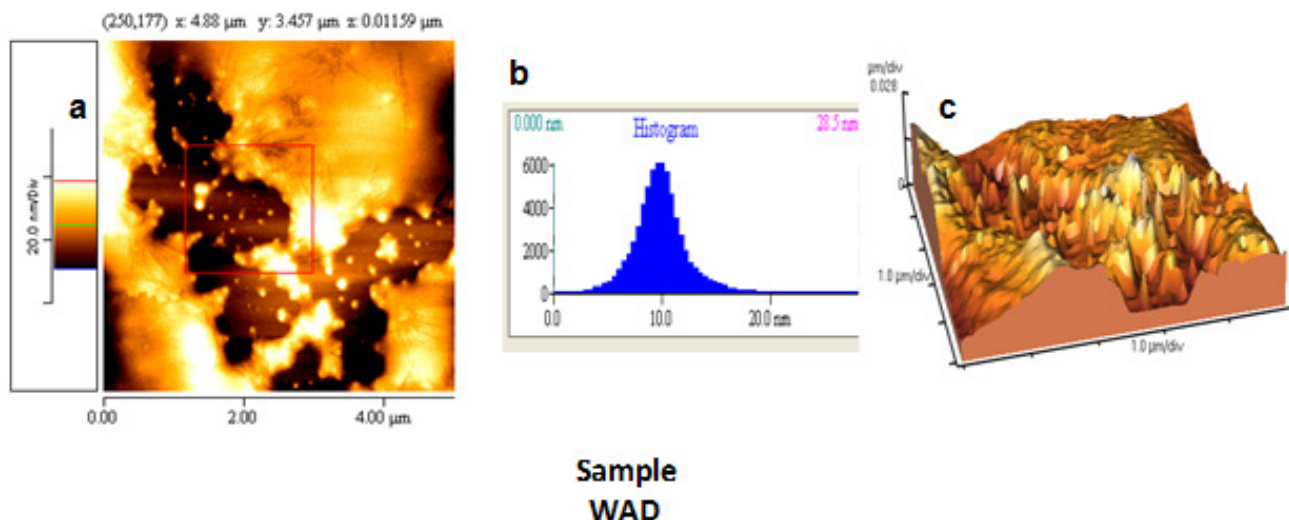 (250,177) x: 4.88 µm y: 3.457 µm z: 0.01159 µm
a
20.0 nm/Div
0.00 2.00 4.00 µm
b
0.000 nm Histogram 28.5 nm
6000
4000
2000
0
0.0 10.0 20.0 nm
c
µm/div
0.028
0
1.0 µm/div
1.0 µm/div
Sample
WAD